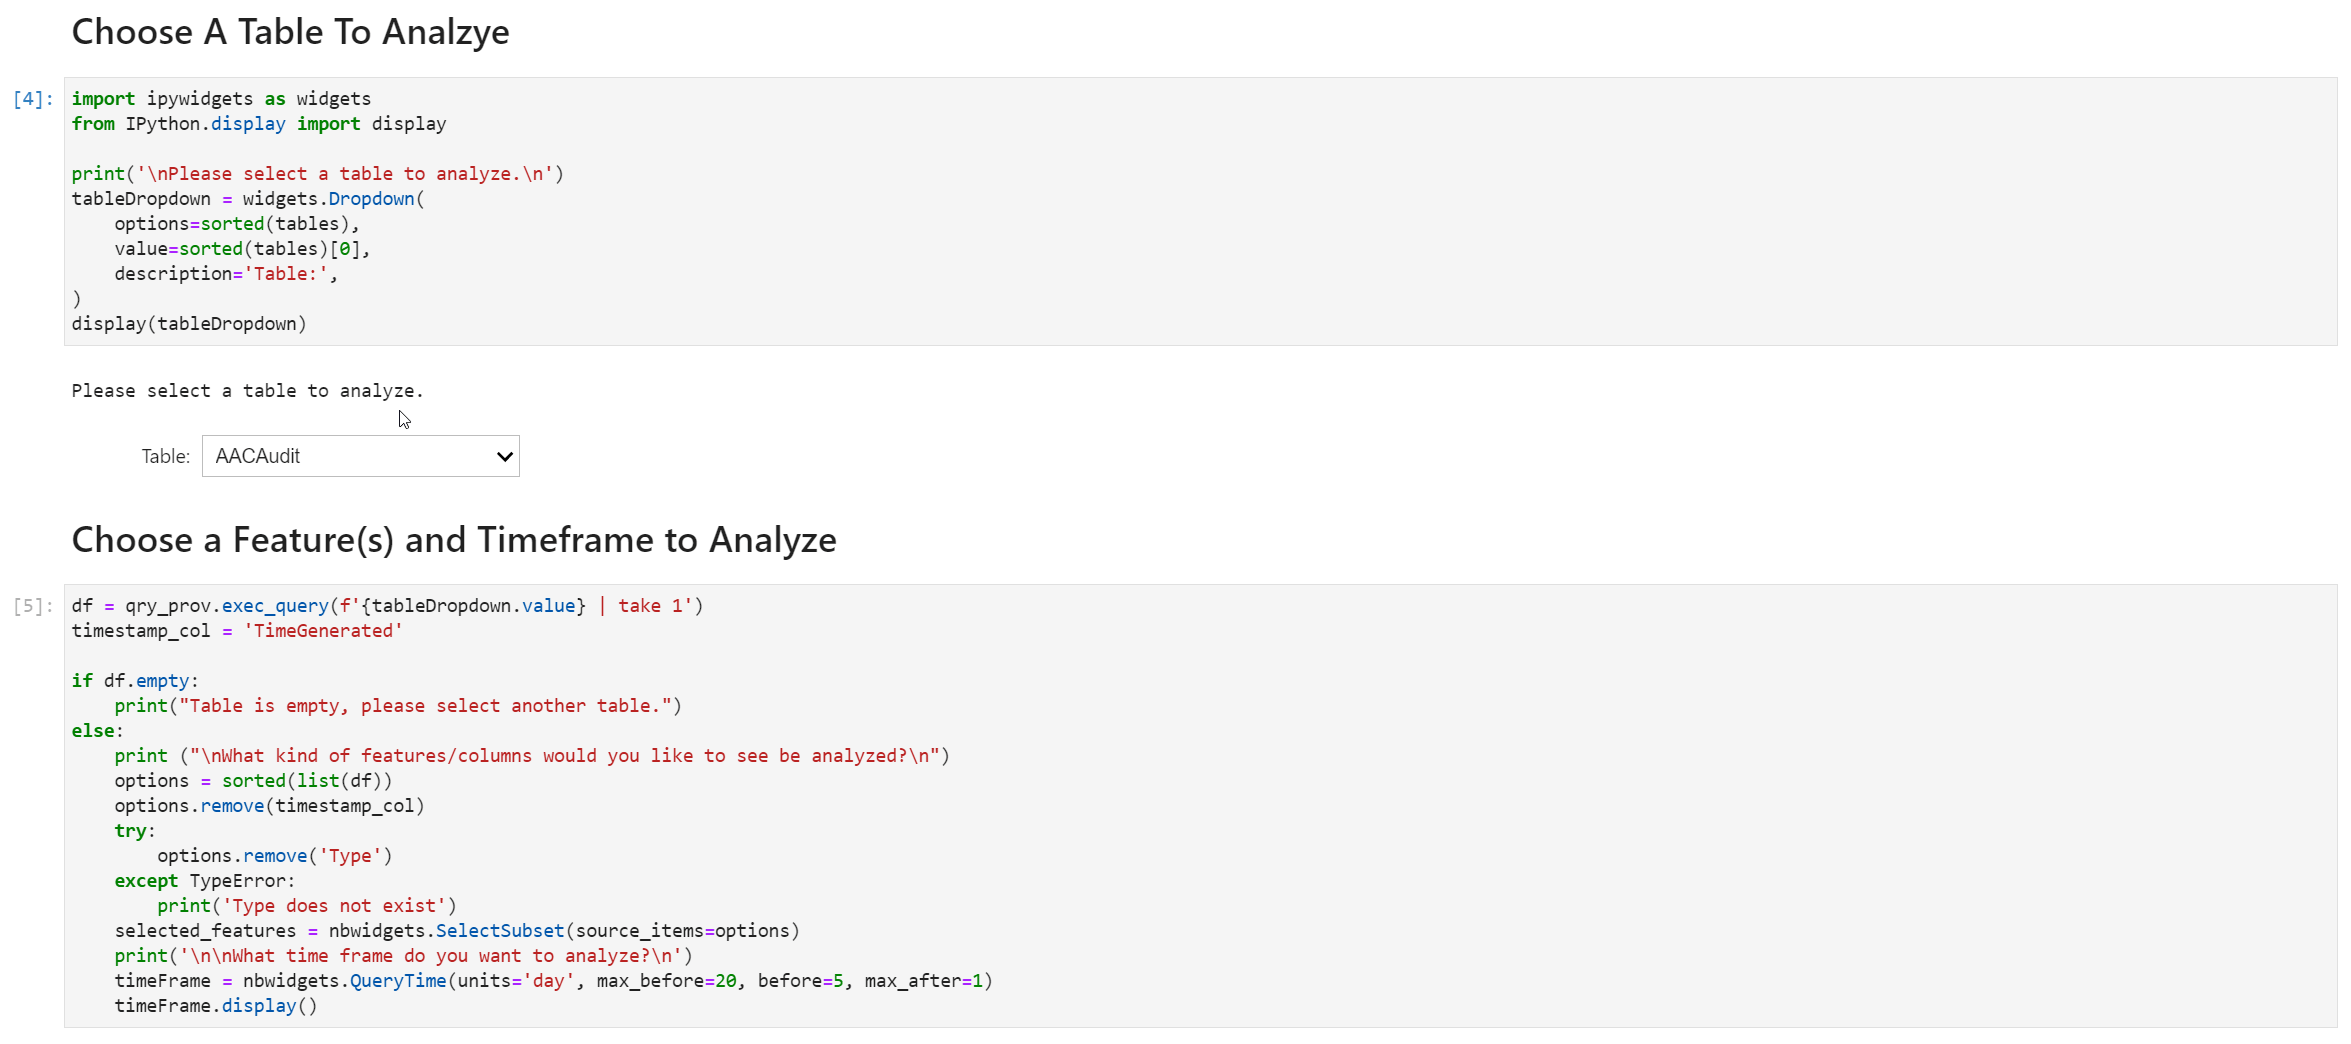 Choose A Table To Analzye
[4]:
import ipywidgets as widgets
from IPython.display import display

print('\nPlease select a table to analyze.\n')
tableDropdown = widgets.Dropdown(
    options=sorted(tables),
    value=sorted(tables)[0],
    description='Table:',
)
display(tableDropdown)

Please select a table to analyze.
Table: AACAudit

Choose a Feature(s) and Timeframe to Analyze
[5]:
df = qry_prov.exec_query(f'{tableDropdown.value} | take 1')
timestamp_col = 'TimeGenerated'

if df.empty:
    print("Table is empty, please select another table.")
else:
    print ("\nWhat kind of features/columns would you like to see be analyzed?\n")
    options = sorted(list(df))
    options.remove(timestamp_col)
    try:
        options.remove('Type')
    except TypeError:
        print('Type does not exist')
    selected_features = nbwidgets.SelectSubset(source_items=options)
    print('\n\nWhat time frame do you want to analyze?\n')
    timeFrame = nbwidgets.QueryTime(units='day', max_before=20, before=5, max_after=1)
    timeFrame.display()